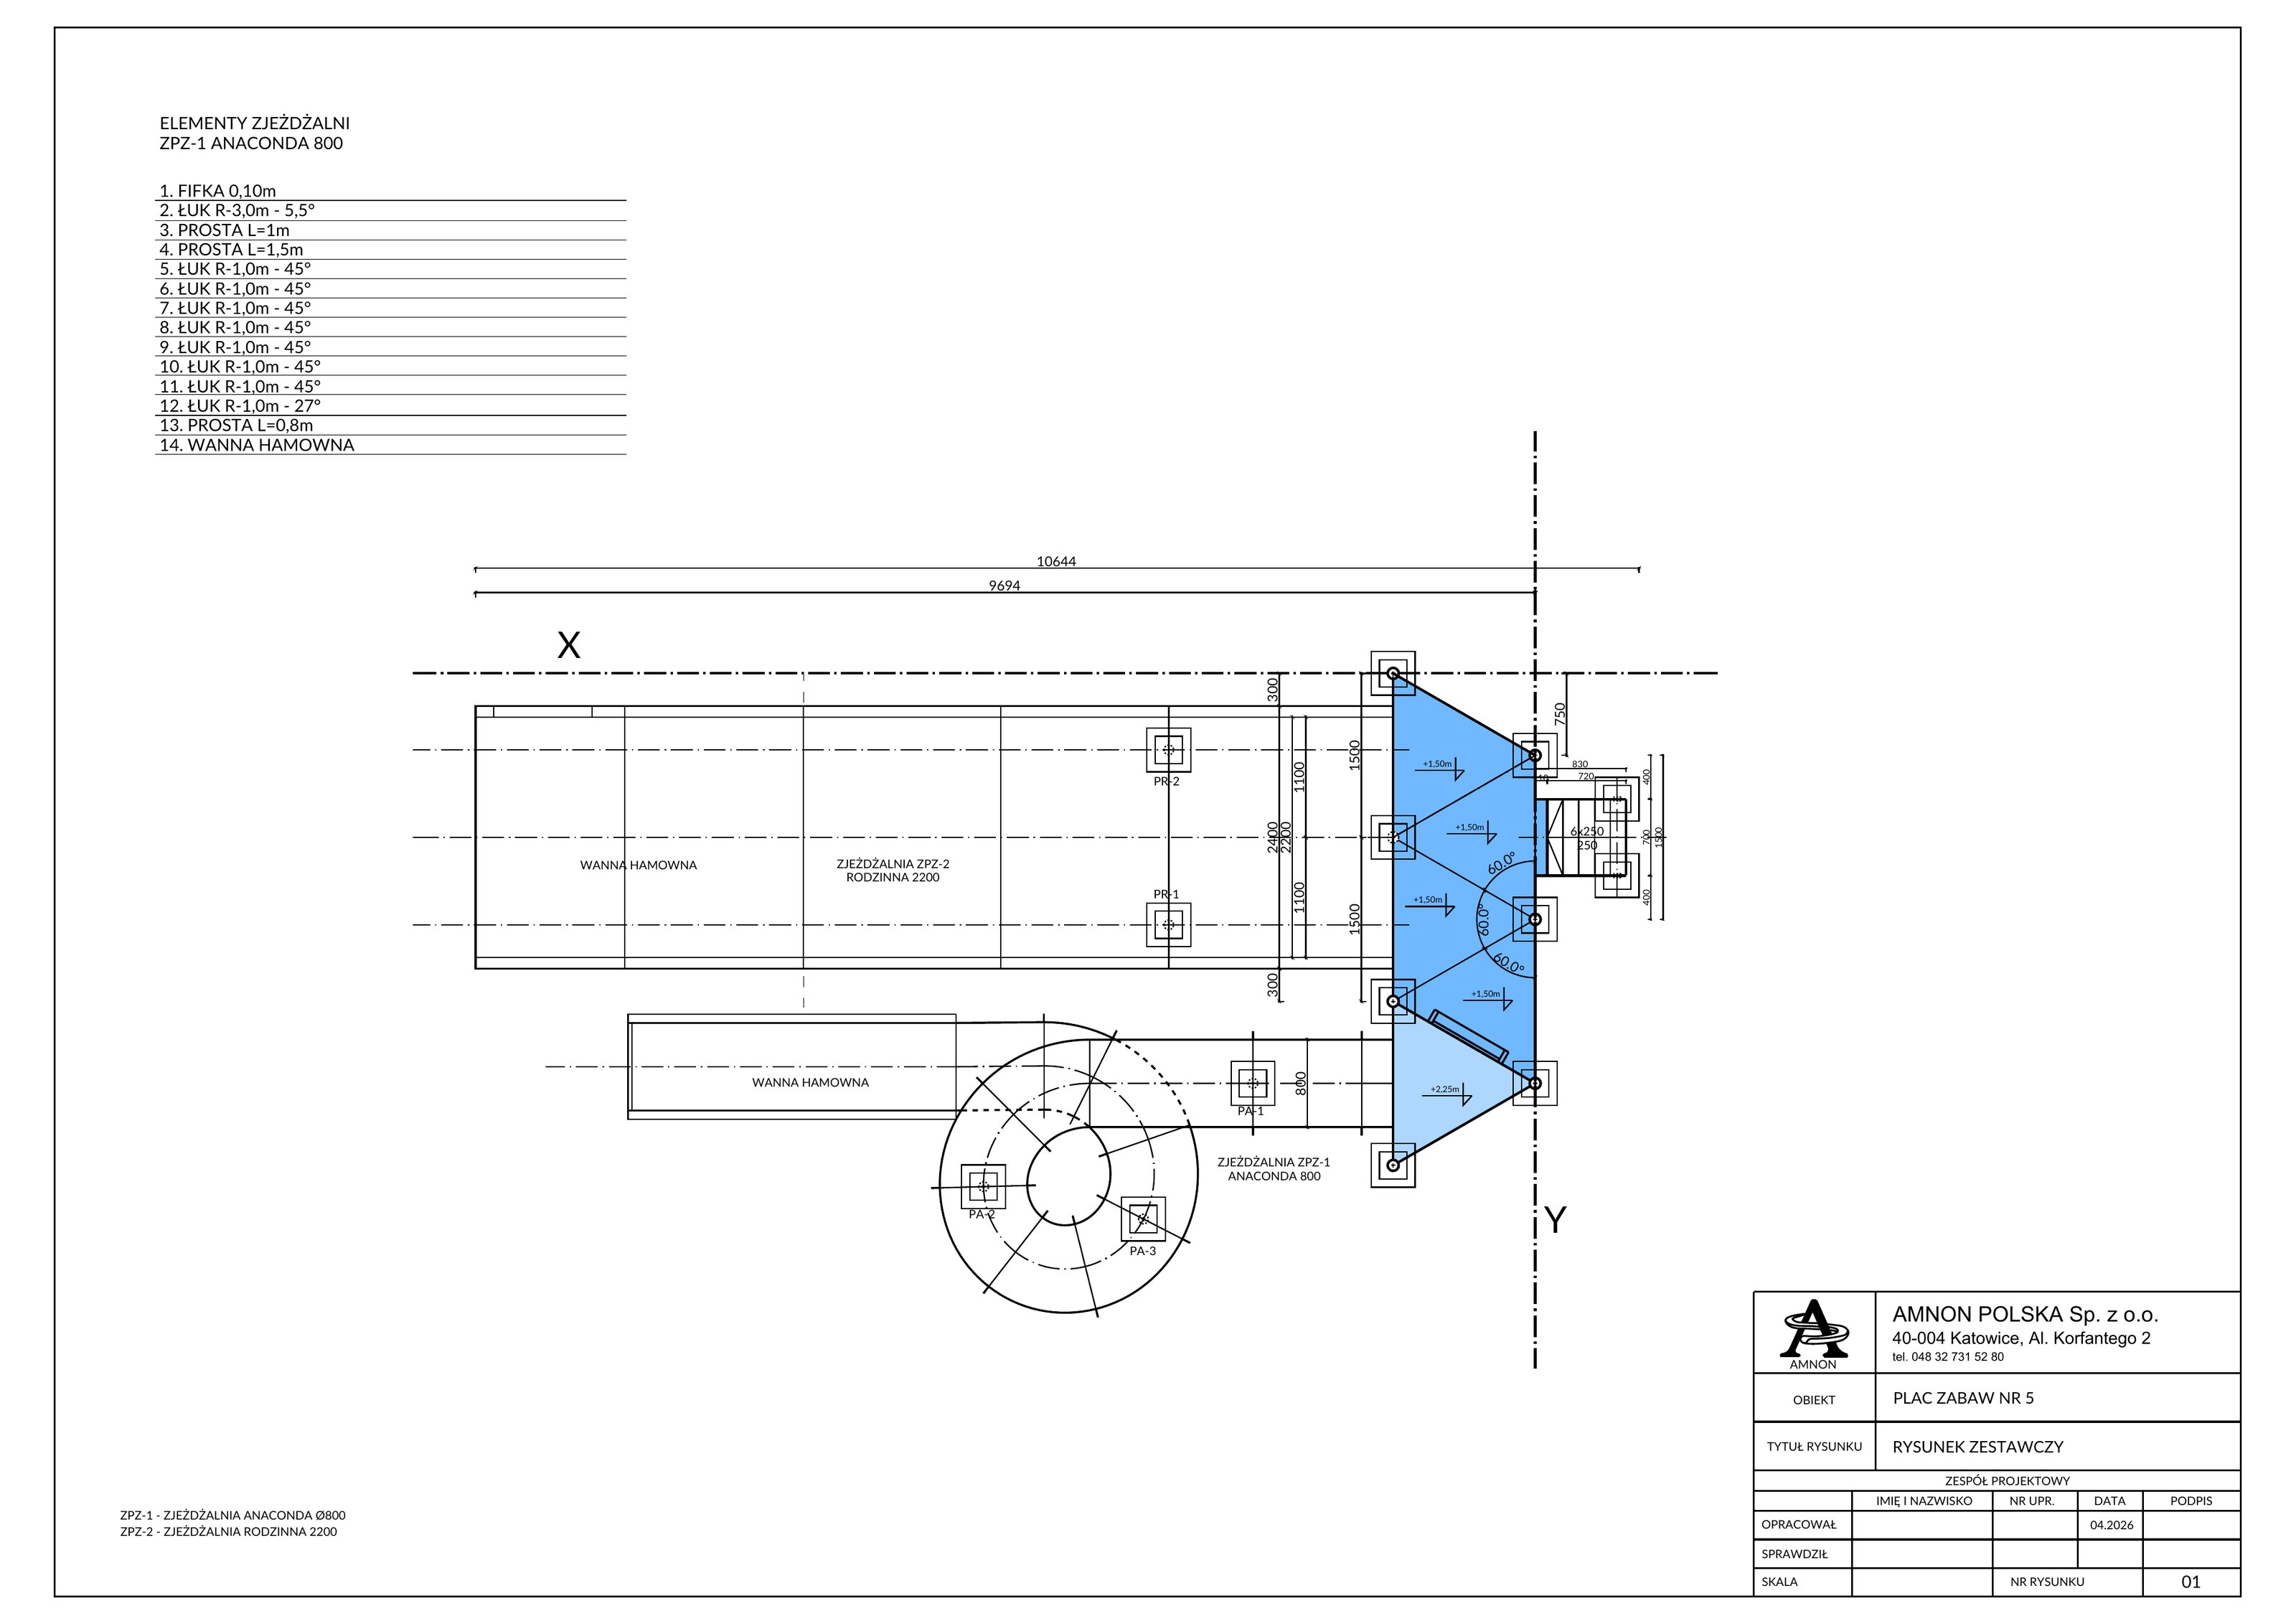 ELEMENTY ZJEŻDŻALNI
ZPZ-1 ANACONDA 800
1. FIFKA 0,10m
2. ŁUK R-3,0m - 5,5°
3. PROSTA L=1m
4. PROSTA L=1,5m
5. ŁUK R-1,0m - 45°
6. ŁUK R-1,0m - 45°
7. ŁUK R-1,0m - 45°
8. ŁUK R-1,0m - 45°
9. ŁUK R-1,0m - 45°
10. ŁUK R-1,0m - 45°
11. ŁUK R-1,0m - 45°
12. ŁUK R-1,0m - 27°
13. PROSTA L=0,8m
14. WANNA HAMOWNA
10644
9694
X
300
750
1500
1100
PR-2
+1,50m
830
720
400
+1,50m
6x250
250
700
1500
2400
2200
WANNA HAMOWNA
ZJEŻDŻALNIA ZPZ-2
RODZINNA 2200
PR-1
1100
1500
+1,50m
60.0°
60.0°
60.0°
400
300
+1,50m
WANNA HAMOWNA
800
PA-1
+2,25m
ZJEŻDŻALNIA ZPZ-1
ANACONDA 800
PA-2
PA-3
Y
ZPZ-1 - ZJEŻDŻALNIA ANACONDA Ø800
ZPZ-2 - ZJEŻDŻALNIA RODZINNA 2200
AMNON
AMNON POLSKA Sp. z o.o.
40-004 Katowice, Al. Korfantego 2
tel. 048 32 731 52 80
OBIEKT
PLAC ZABAW NR 5
TYTUŁ RYSUNKU
RYSUNEK ZESTAWCZY
ZESPÓŁ PROJEKTOWY
IMIĘ I NAZWISKO
NR UPR.
DATA
PODPIS
OPRACOWAŁ
04.2026
SPRAWDZIŁ
SKALA
NR RYSUNKU
01